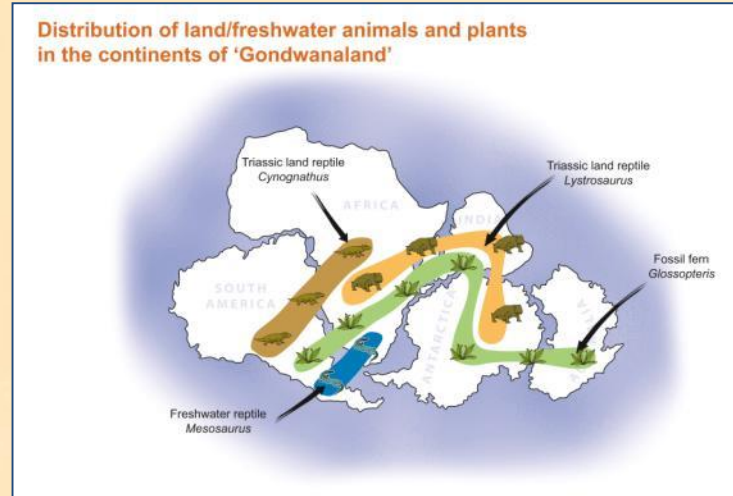 Distribution of land/freshwater animals and plants
in the continents of ‘Gondwanaland’
Triassic land reptile
Cynognathus
Triassic land reptile
Lystrosaurus
AFRICA
INDIA
Fossil fern
Glossopteris
SOUTH
AMERICA
ANTARCTICA
Freshwater reptile
Mesosaurus